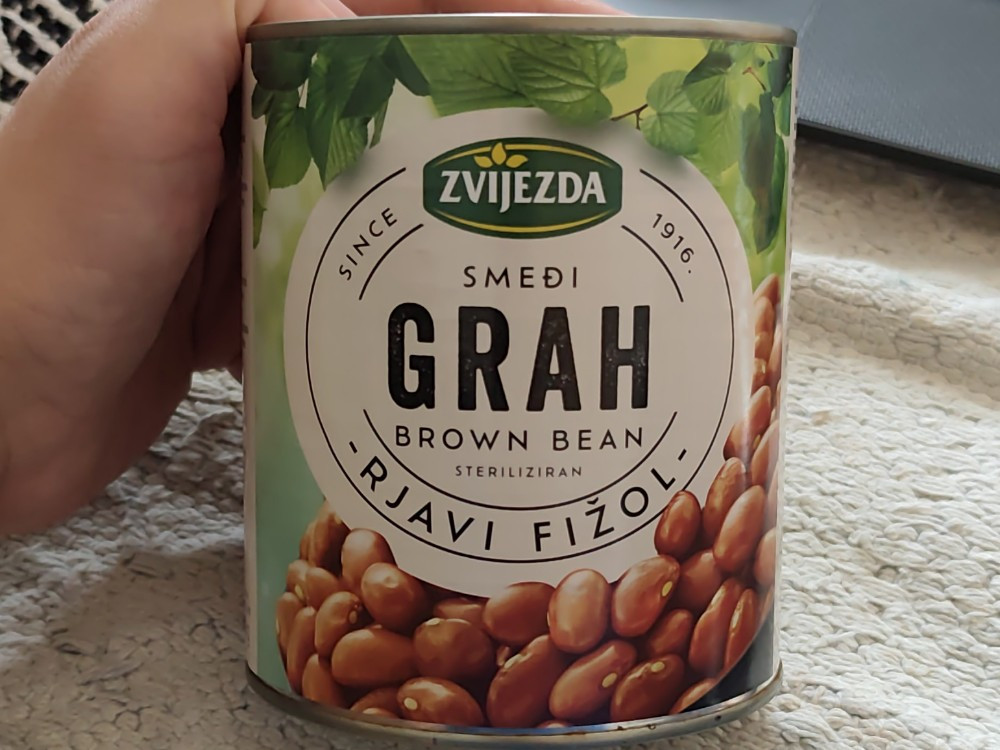 ZVIJEZDA
SINCE 1916.
SMEĐI
GRAH
BROWN BEAN
STERILIZIRAN
-RJAVI FIŽOL-